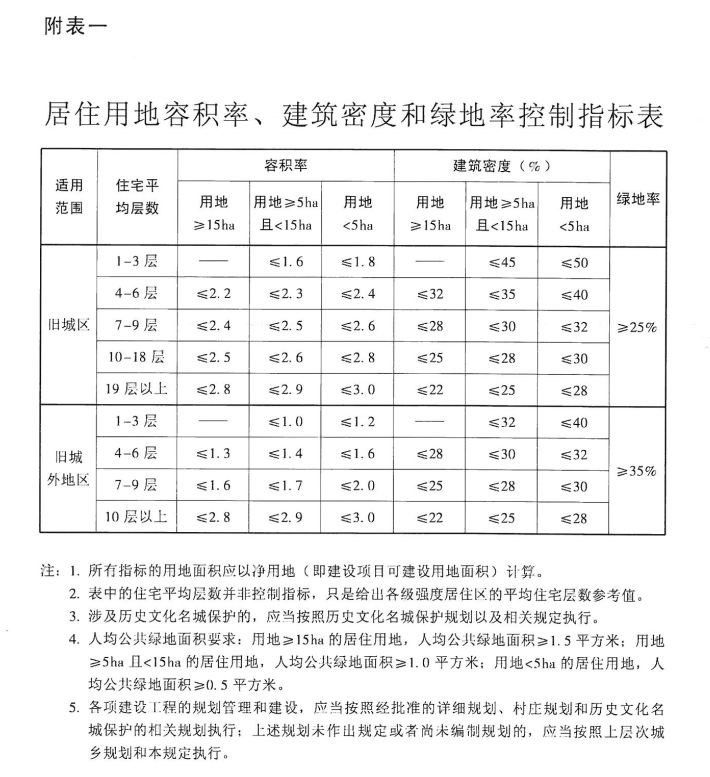 附表一
居住用地容积率、建筑密度和绿地率控制指标表
适用范围 住宅平均层数 容积率 建筑密度（%） 绿地率
用地≥15ha 用地≥5ha且<15ha 用地<5ha 用地≥15ha 用地≥5ha且<15ha 用地<5ha
旧城区 1-3 层 —— ≤1.6 ≤1.8 —— ≤45 ≤50 ≥25%
4-6 层 ≤2.2 ≤2.3 ≤2.4 ≤32 ≤35 ≤40
7-9 层 ≤2.4 ≤2.5 ≤2.6 ≤28 ≤30 ≤32
10-18 层 ≤2.5 ≤2.6 ≤2.8 ≤25 ≤28 ≤30
19 层以上 ≤2.8 ≤2.9 ≤3.0 ≤22 ≤25 ≤28
旧城外地区 1-3 层 —— ≤1.0 ≤1.2 —— ≤32 ≤40 ≥35%
4-6 层 ≤1.3 ≤1.4 ≤1.6 ≤28 ≤30 ≤32
7-9 层 ≤1.6 ≤1.7 ≤2.0 ≤25 ≤28 ≤30
10 层以上 ≤2.8 ≤2.9 ≤3.0 ≤22 ≤25 ≤28
注：1. 所有指标的用地面积应以净用地（即建设项目可建设用地面积）计算。
2. 表中的住宅平均层数并非控制指标，只是给出各级强度居住区的平均住宅层数参考值。
3. 涉及历史文化名城保护的，应当按照历史文化名城保护规划以及相关规定执行。
4. 人均公共绿地面积要求：用地≥15ha 的居住用地，人均公共绿地面积≥1.5 平方米；用地
≥5ha 且<15ha 的居住用地，人均公共绿地面积≥1.0 平方米；用地<5ha 的居住用地，人
均公共绿地面积≥0.5 平方米。
5. 各项建设工程的规划管理和建设，应当按照经批准的详细规划、村庄规划和历史文化名
城保护的相关规划执行；上述规划未作出规定或者尚未编制规划的，应当按照上层次城
乡规划和本规定执行。